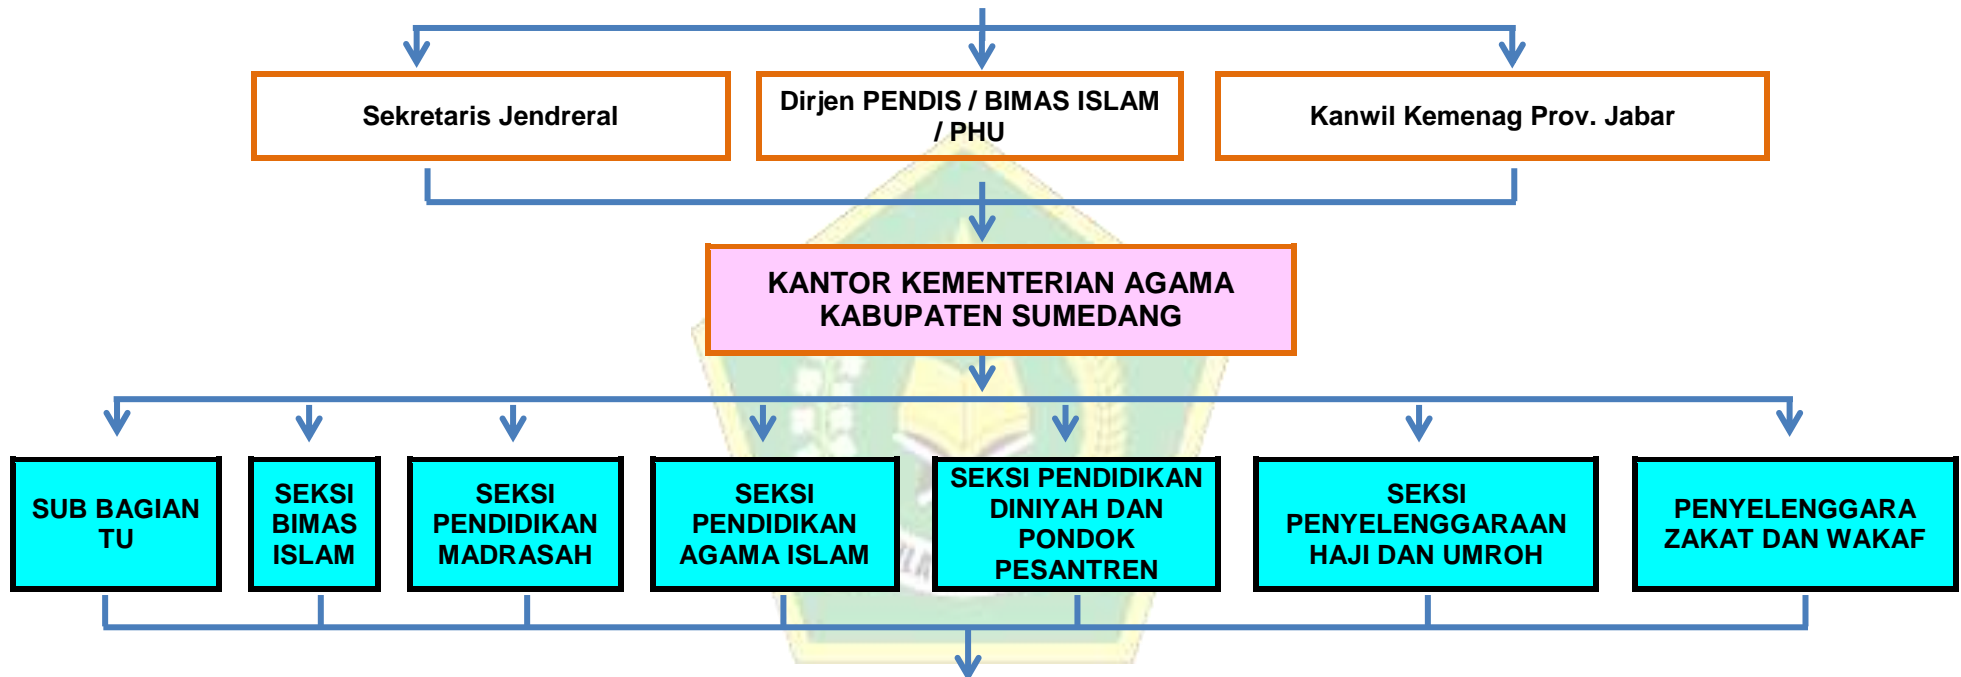 Sekretaris Jendreral
Dirjen PENDIS / BIMAS ISLAM
/ PHU
Kanwil Kemenag Prov. Jabar
KANTOR KEMENTERIAN AGAMA
KABUPATEN SUMEDANG
SUB BAGIAN
TU
SEKSI
BIMAS
ISLAM
SEKSI
PENDIDIKAN
MADRASAH
SEKSI
PENDIDIKAN
AGAMA ISLAM
SEKSI PENDIDIKAN
DINIYAH DAN
PONDOK
PESANTREN
SEKSI
PENYELENGGARAAN
HAJI DAN UMROH
PENYELENGGARA
ZAKAT DAN WAKAF